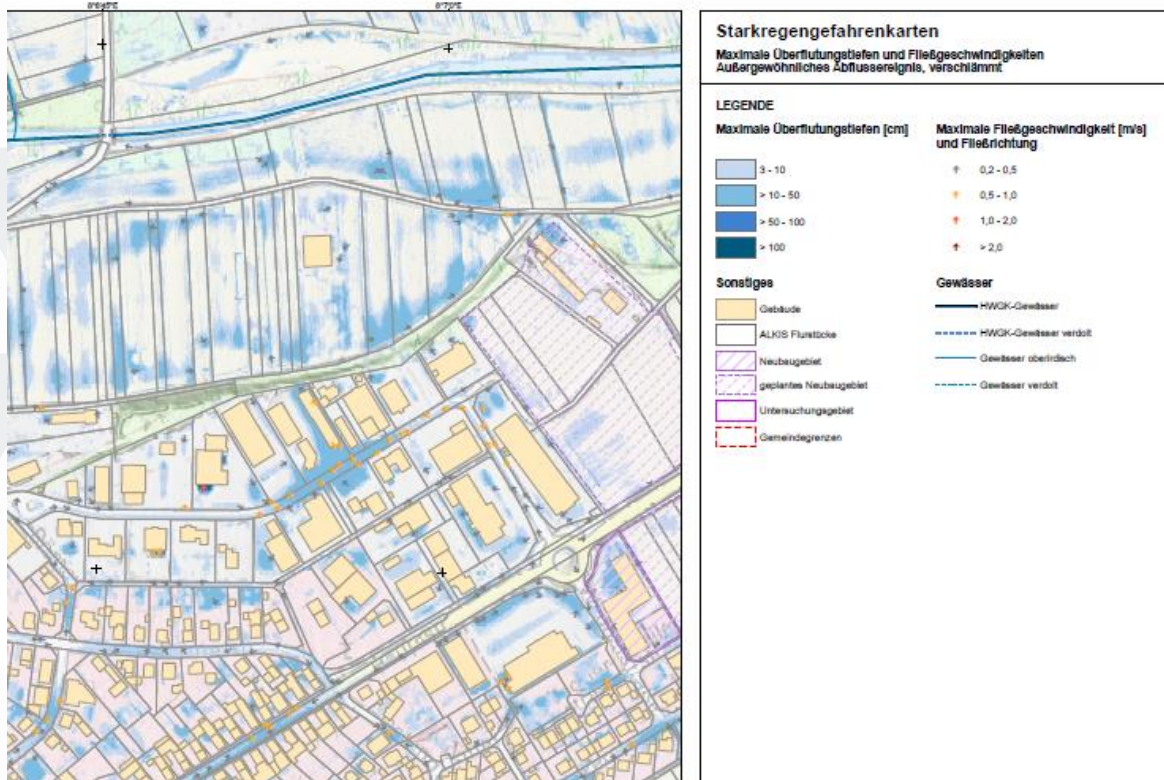 Starkregengefahrenkarten
Maximale Überflutungstiefen und Fließgeschwindigkeiten
Außergewöhnliches Abflussereignis, verschlämmt
LEGENDE
Maximale Überflutungstiefen [cm]
3 - 10
> 10 - 50
> 50 - 100
> 100
Maximale Fließgeschwindigkeit [m/s]
und Fließrichtung
0,2 - 0,5
0,5 - 1,0
1,0 - 2,0
> 2,0
Sonstiges
Gebäude
ALKIS Flurstücke
Neubaugebiet
geplantes Neubaugebiet
Untersuchungsgebiet
Gemeindegrenzen
Gewässer
HWGK-Gewässer
HWGK-Gewässer verdolt
Gewässer oberirdisch
Gewässer verdolt